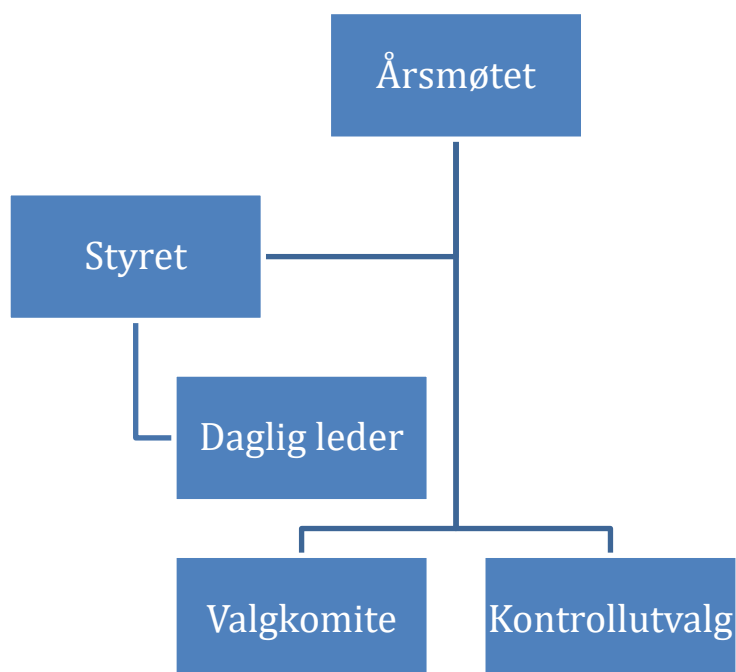 Årsmøtet
Styret
Daglig leder
Valgkomite
Kontrollutvalg